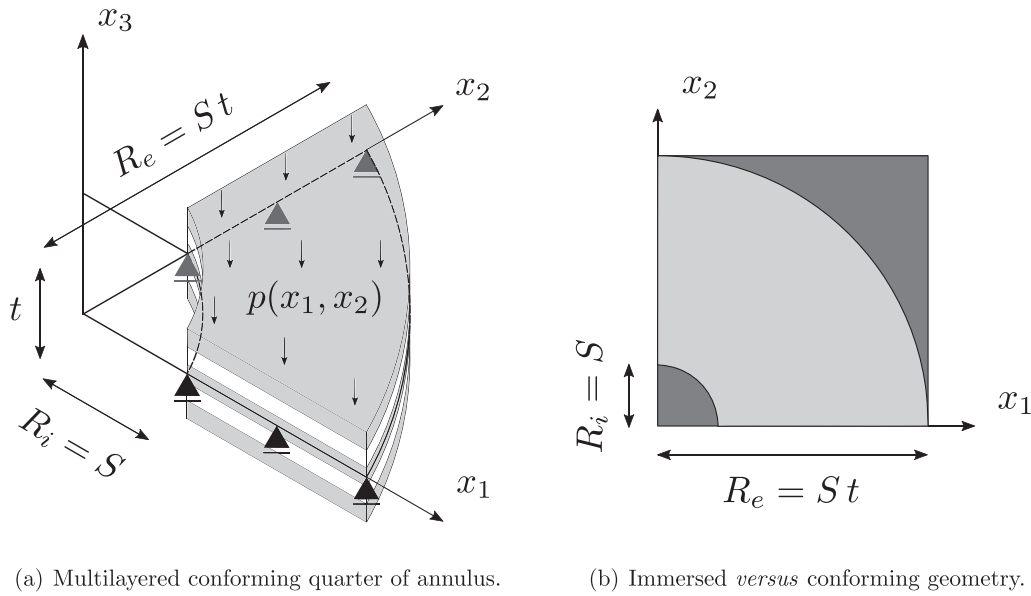 x₃
x₂
Rₑ = S t
t
p(x₁, x₂)
Rᵢ = S
x₁
(a) Multilayered conforming quarter of annulus.
x₂
Rᵢ = S
x₁
Rₑ = S t
(b) Immersed versus conforming geometry.